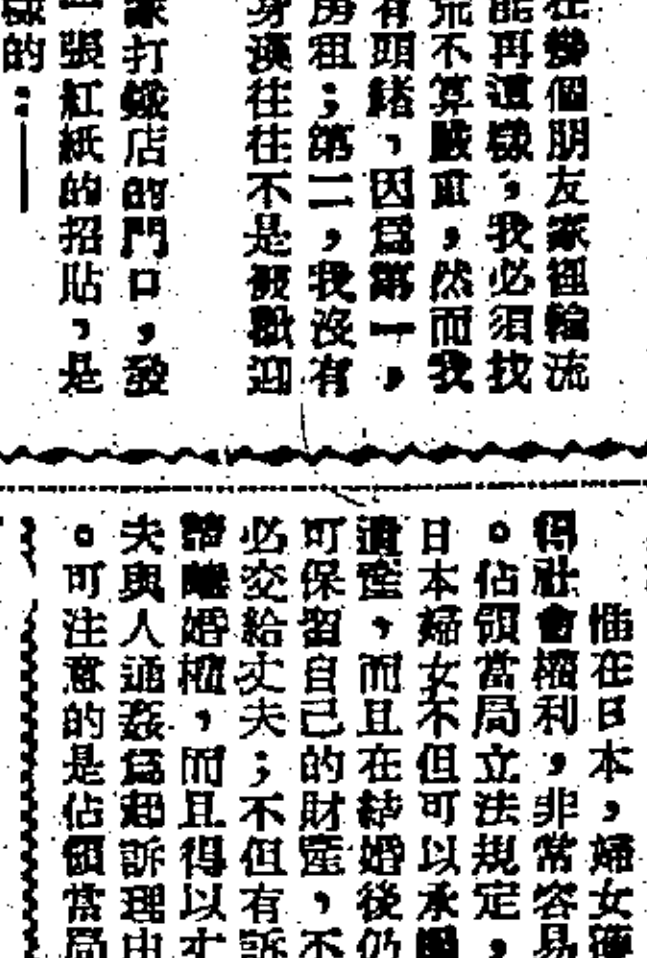 在幾個朋友家裡輪流
能再這樣，我必須找
荒不算嚴重，然而我
有頭緒，因爲第一，
房租；第二，我沒有
身漢往往不是被歡迎
家打蠟店的門口，發
張紅紙的招貼，是
樣的：——
在日本，婦女獲
得社會權利，非常容易
。佔領當局立法規定，
日本婦女不但可以承
遺產，而且在結婚後仍
可保留自己的財產，不
必交給丈夫；不但有訴
請離婚權，而且得以丈
夫與人通姦爲起訴理由
。可注意的是佔領當局